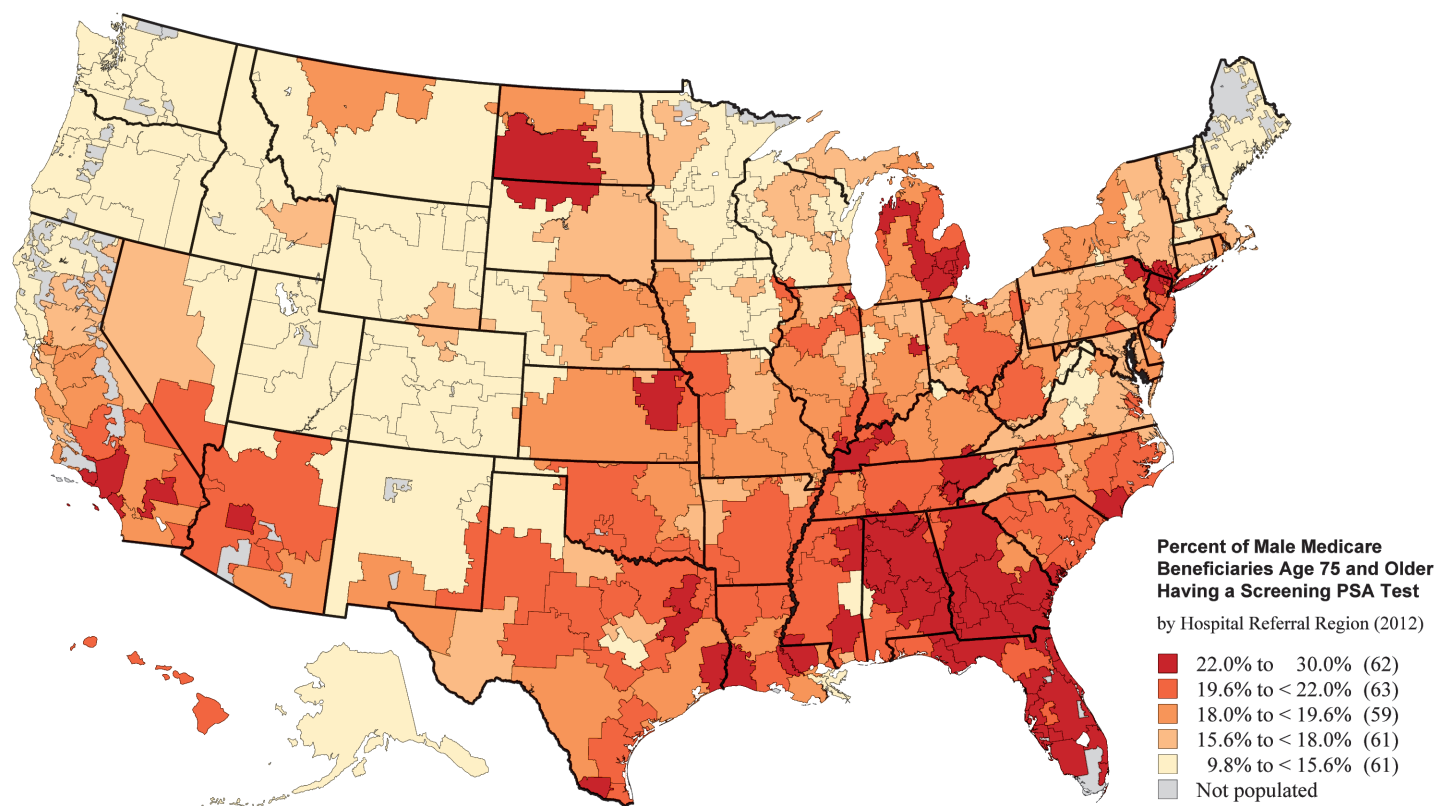 Percent of Male Medicare
Beneficiaries Age 75 and Older
Having a Screening PSA Test
by Hospital Referral Region (2012)
22.0% to 30.0% (62)
19.6% to < 22.0% (63)
18.0% to < 19.6% (59)
15.6% to < 18.0% (61)
9.8% to < 15.6% (61)
Not populated